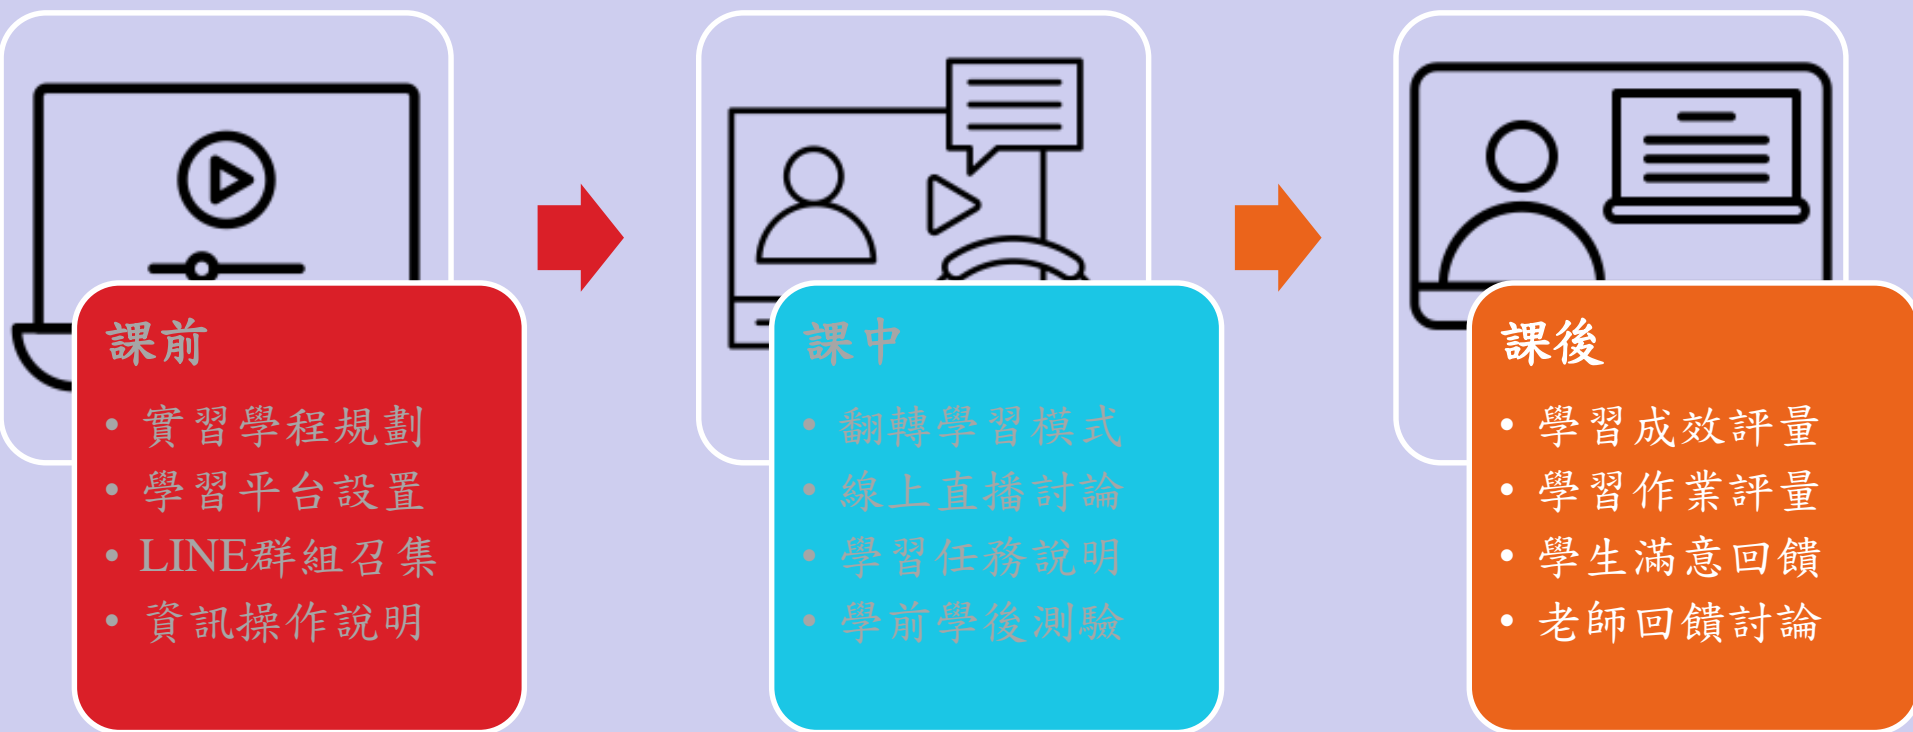 課前
• 實習學程規劃
• 學習平台設置
• LINE群組召集
• 資訊操作說明
課中
• 翻轉學習模式
• 線上直播討論
• 學習任務說明
• 學前學後測驗
課後
• 學習成效評量
• 學習作業評量
• 學生滿意回饋
• 老師回饋討論